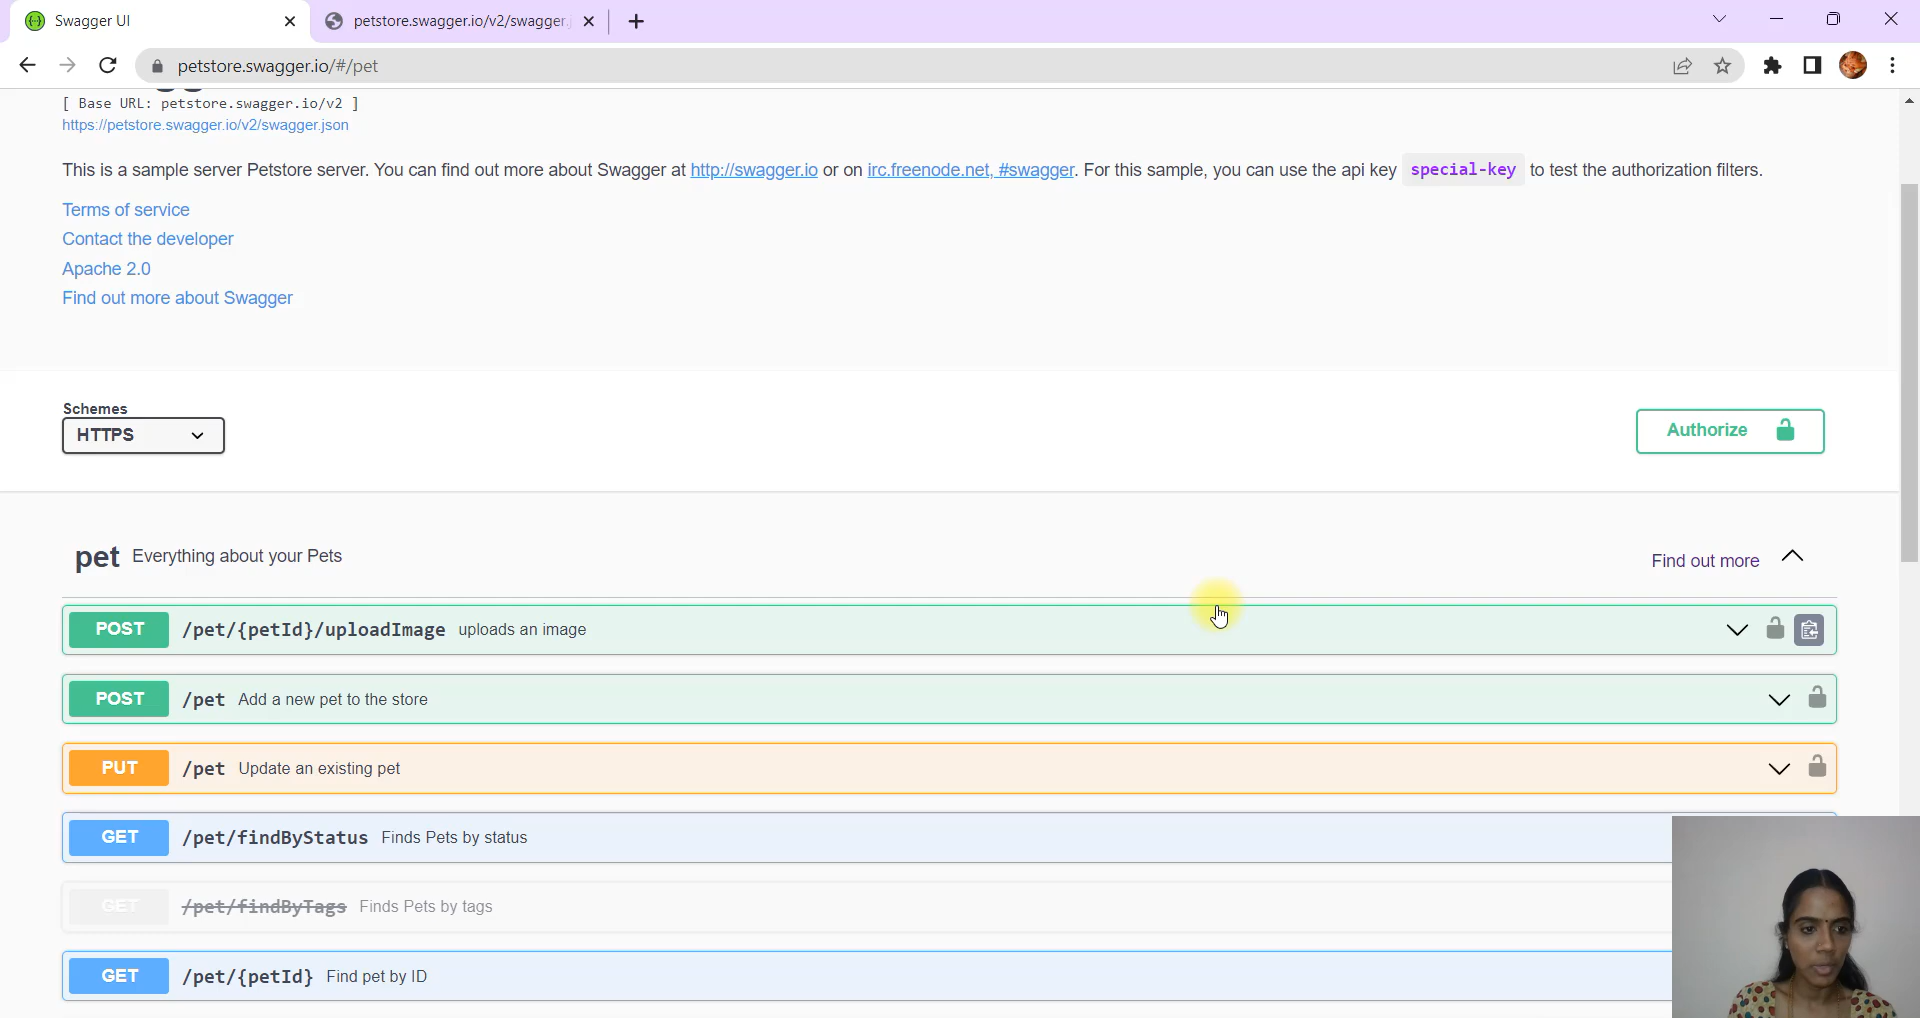 Swagger UI
petstore.swagger.io/v2/swagger.j
petstore.swagger.io/#/pet
[ Base URL: petstore.swagger.io/v2 ]
https://petstore.swagger.io/v2/swagger.json
This is a sample server Petstore server. You can find out more about Swagger at http://swagger.io or on irc.freenode.net, #swagger. For this sample, you can use the api key special-key to test the authorization filters.
Terms of service
Contact the developer
Apache 2.0
Find out more about Swagger
Schemes
HTTPS
Authorize
pet Everything about your Pets
Find out more
POST /pet/{petId}/uploadImage uploads an image
POST /pet Add a new pet to the store
PUT /pet Update an existing pet
GET /pet/findByStatus Finds Pets by status
GET /pet/findByTags Finds Pets by tags
GET /pet/{petId} Find pet by ID